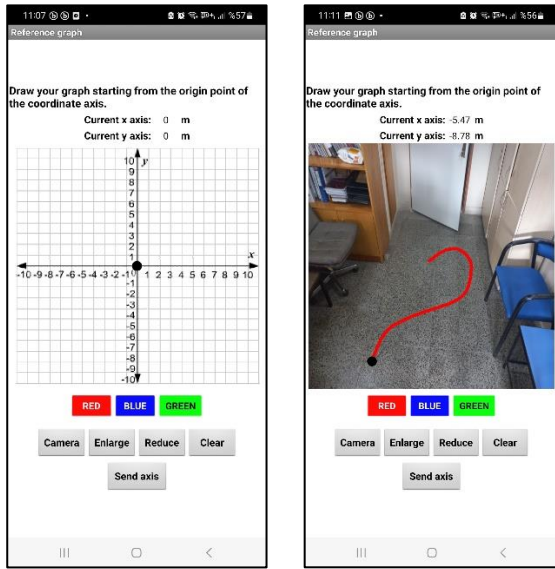 11:07
%57
Reference graph
Draw your graph starting from the origin point of
the coordinate axis.
Current x axis: 0 m
Current y axis: 0 m
y
10
9
8
7
6
5
4
3
2
1
x
-10 -9 -8 -7 -6 -5 -4 -3 -2 -1 0 1 2 3 4 5 6 7 8 9 10
-1
-2
-3
-4
-5
-6
-7
-8
-9
-10
RED BLUE GREEN
Camera Enlarge Reduce Clear
Send axis
11:11
%56
Reference graph
Draw your graph starting from the origin point of
the coordinate axis.
Current x axis: -5.47 m
Current y axis: -8.78 m
RED BLUE GREEN
Camera Enlarge Reduce Clear
Send axis